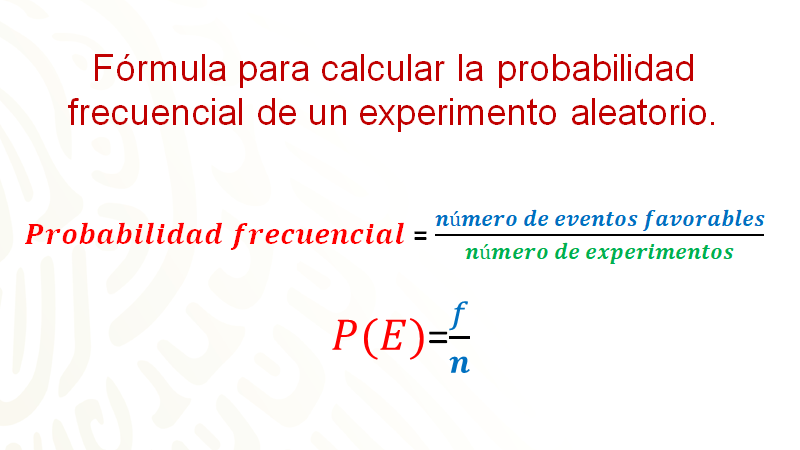 Fórmula para calcular la probabilidad
frecuencial de un experimento aleatorio.
Probabilidad frecuencial = número de eventos favorables
número de experimentos
P(E)=f
n